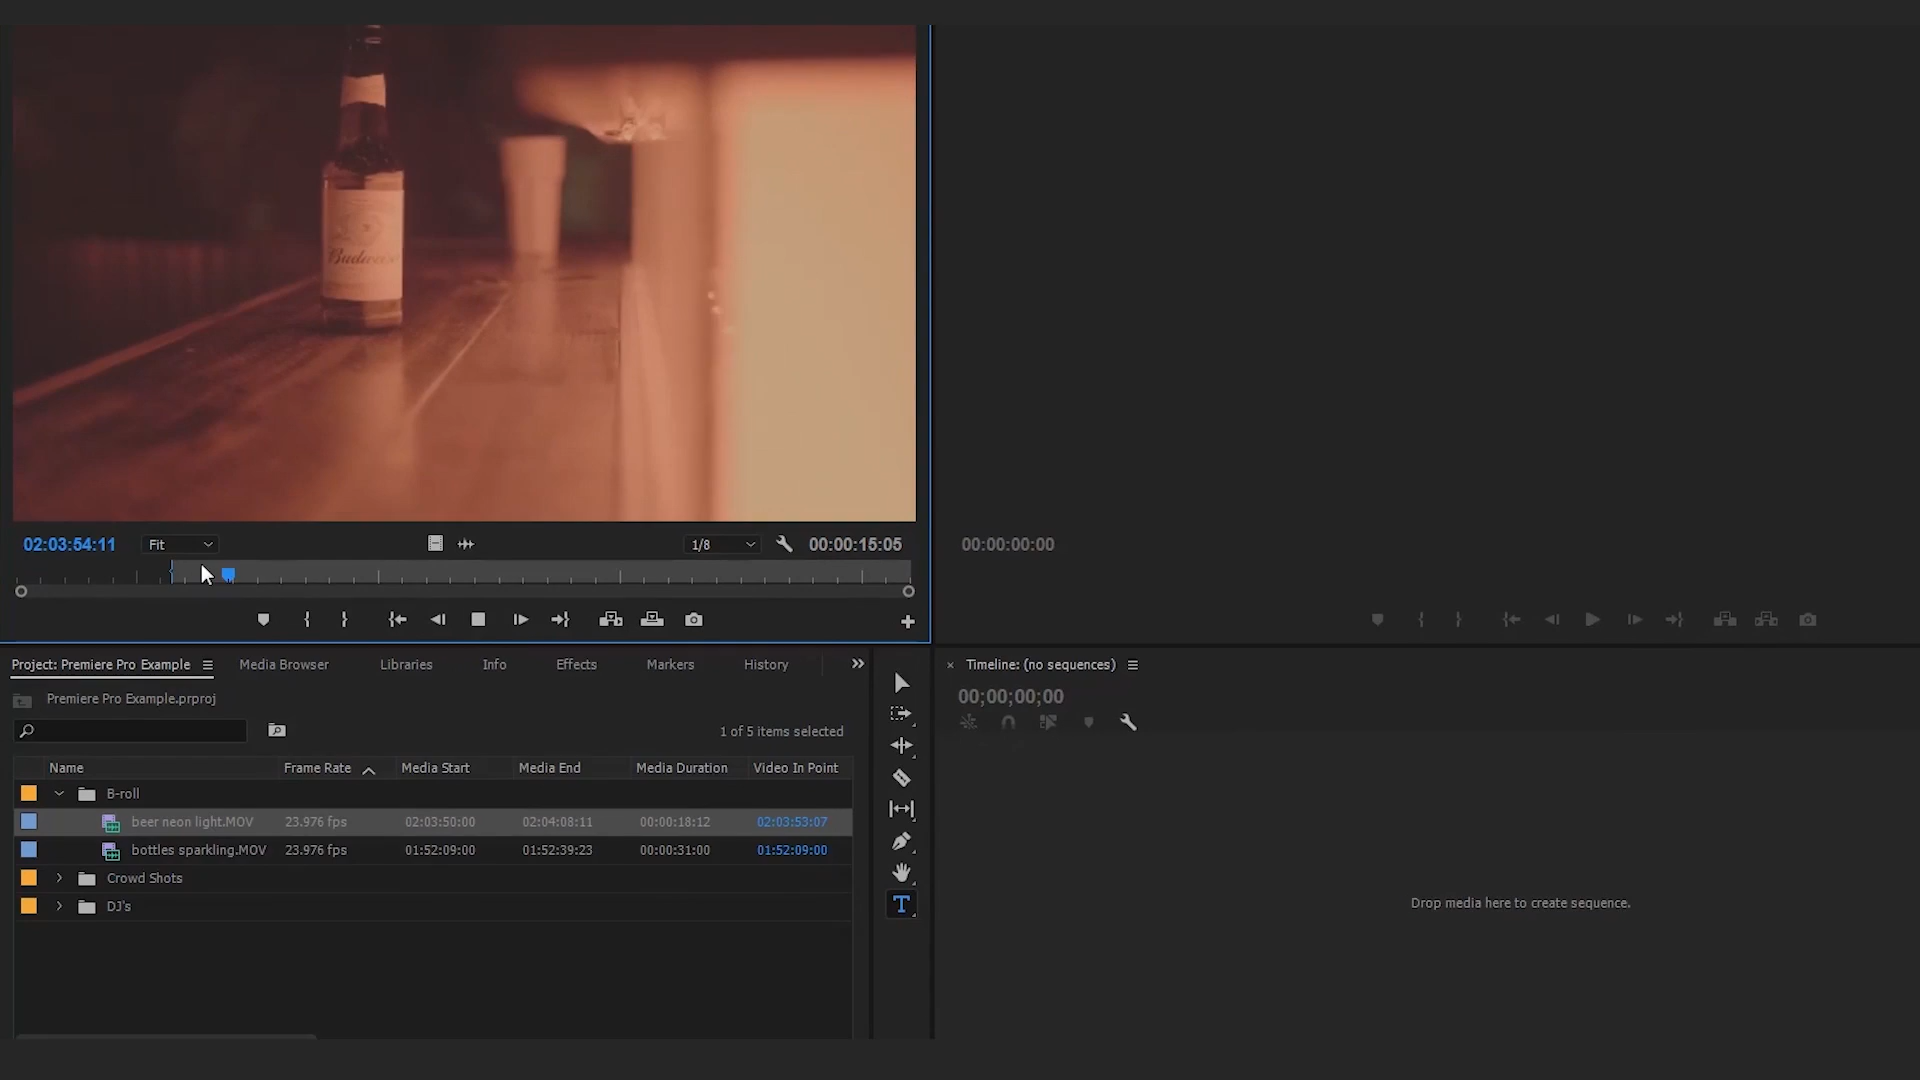 Budweiser
02:03:54:11
Fit
1/8
00:00:15:05
00:00:00:00
Project: Premiere Pro Example
Media Browser
Libraries
Info
Effects
Markers
History
Premiere Pro Example.prproj
1 of 5 items selected
Name Frame Rate Media Start Media End Media Duration Video In Point
B-roll
beer neon light.MOV 23.976 fps 02:03:50:00 02:04:08:11 00:00:18:12 02:03:53:07
bottles sparkling.MOV 23.976 fps 01:52:09:00 01:52:39:23 00:00:31:00 01:52:09:00
Crowd Shots
DJ's
Timeline: (no sequences)
00;00;00;00
Drop media here to create sequence.